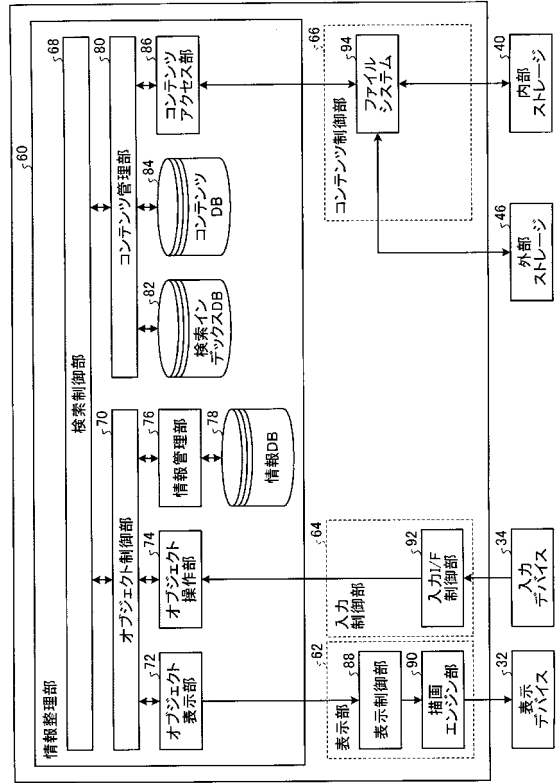 情報整理部
60
検索制御部
68
オブジェクト制御部
70
コンテンツ管理部
80
オブジェクト
表示部
72
オブジェクト
操作部
74
情報管理部
76
情報DB
78
検索イン
デックスDB
82
コンテンツ
DB
84
コンテンツ
アクセス部
86
表示部
62
表示制御部
88
描画
エンジン部
90
入力
制御部
64
入力I/F
制御部
92
コンテンツ制御部
66
ファイル
システム
94
表示
デバイス
32
入力
デバイス
34
外部
ストレージ
46
内部
ストレージ
40